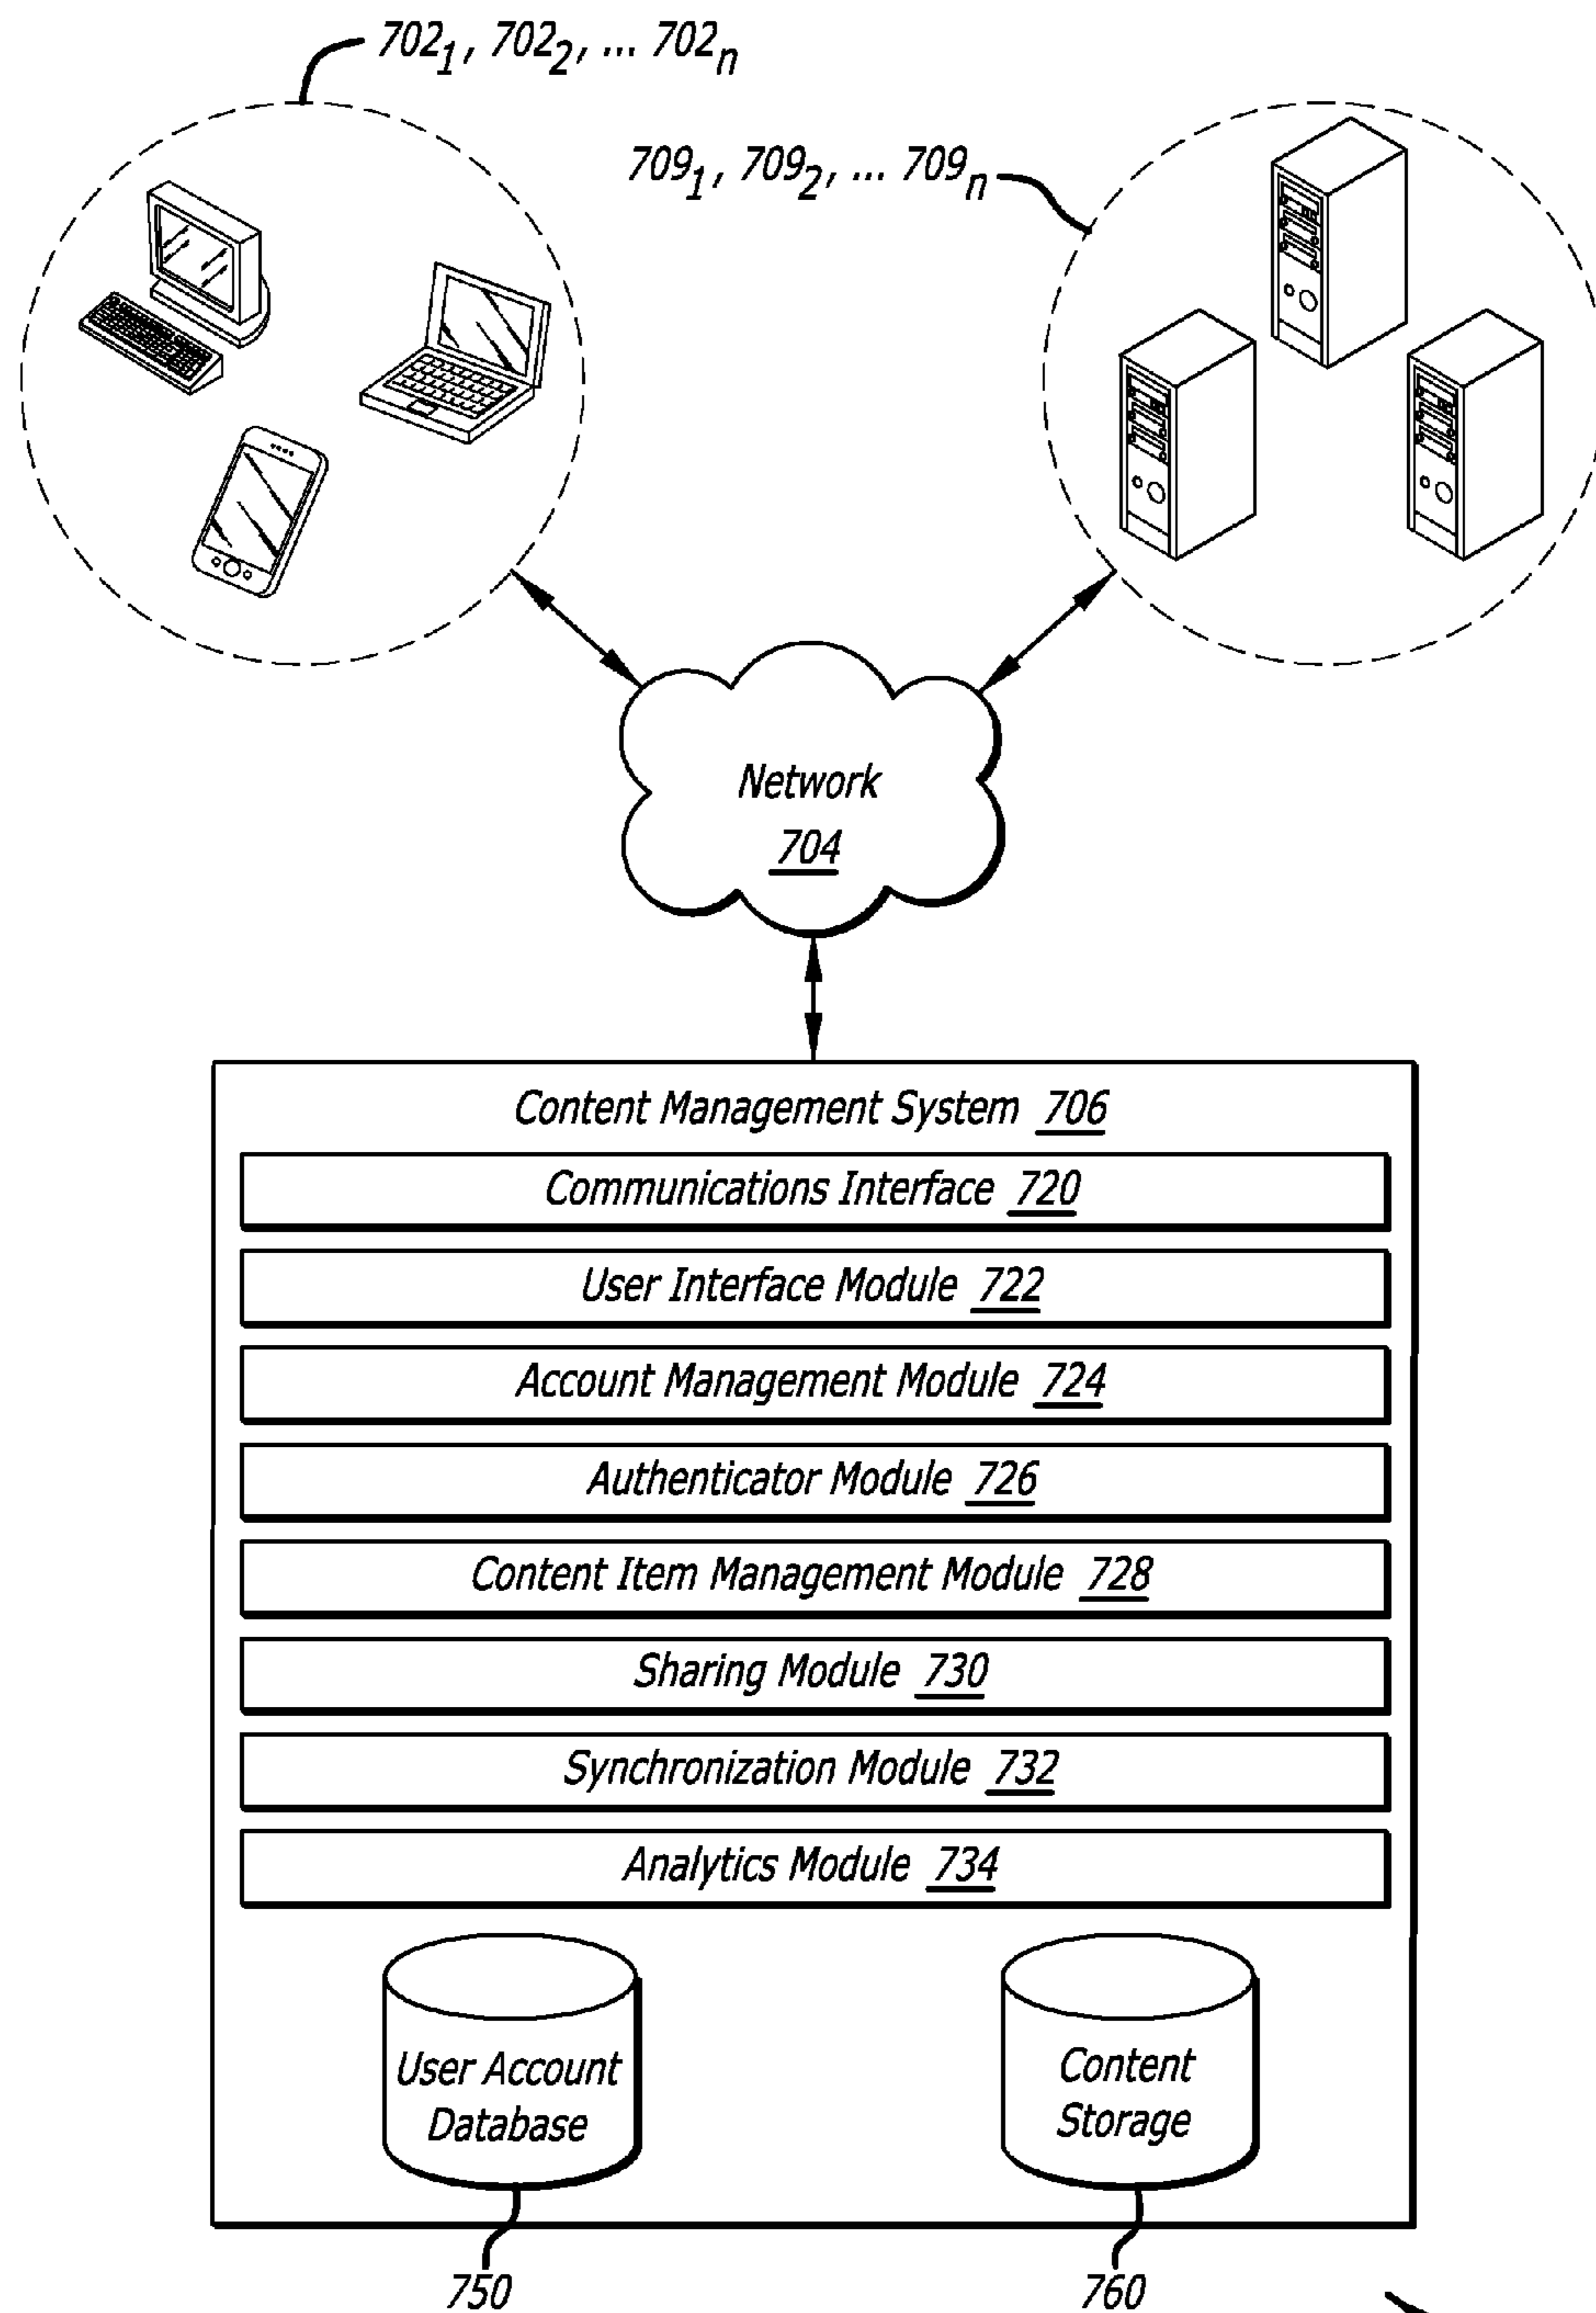 702₁, 702₂, ... 702ₙ
709₁, 709₂, ... 709ₙ
Network
704
Content Management System 706
Communications Interface 720
User Interface Module 722
Account Management Module 724
Authenticator Module 726
Content Item Management Module 728
Sharing Module 730
Synchronization Module 732
Analytics Module 734
User Account
Database
Content
Storage
750
760